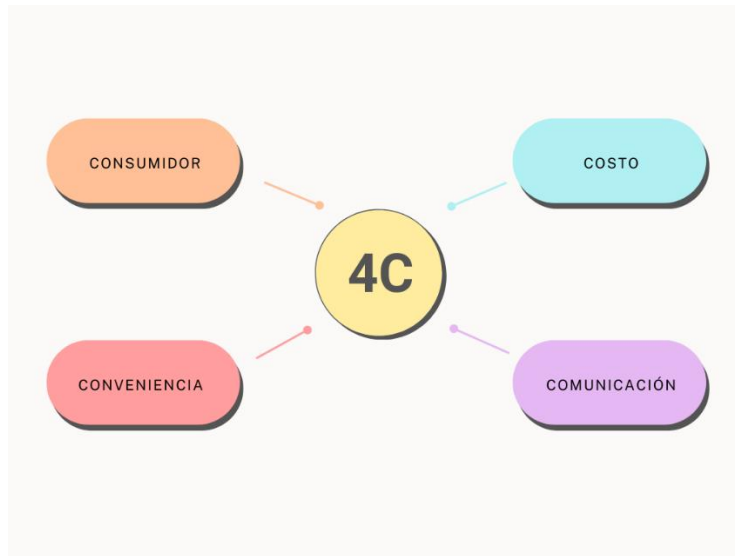 CONSUMIDOR
COSTO
4C
CONVENIENCIA
COMUNICACIÓN